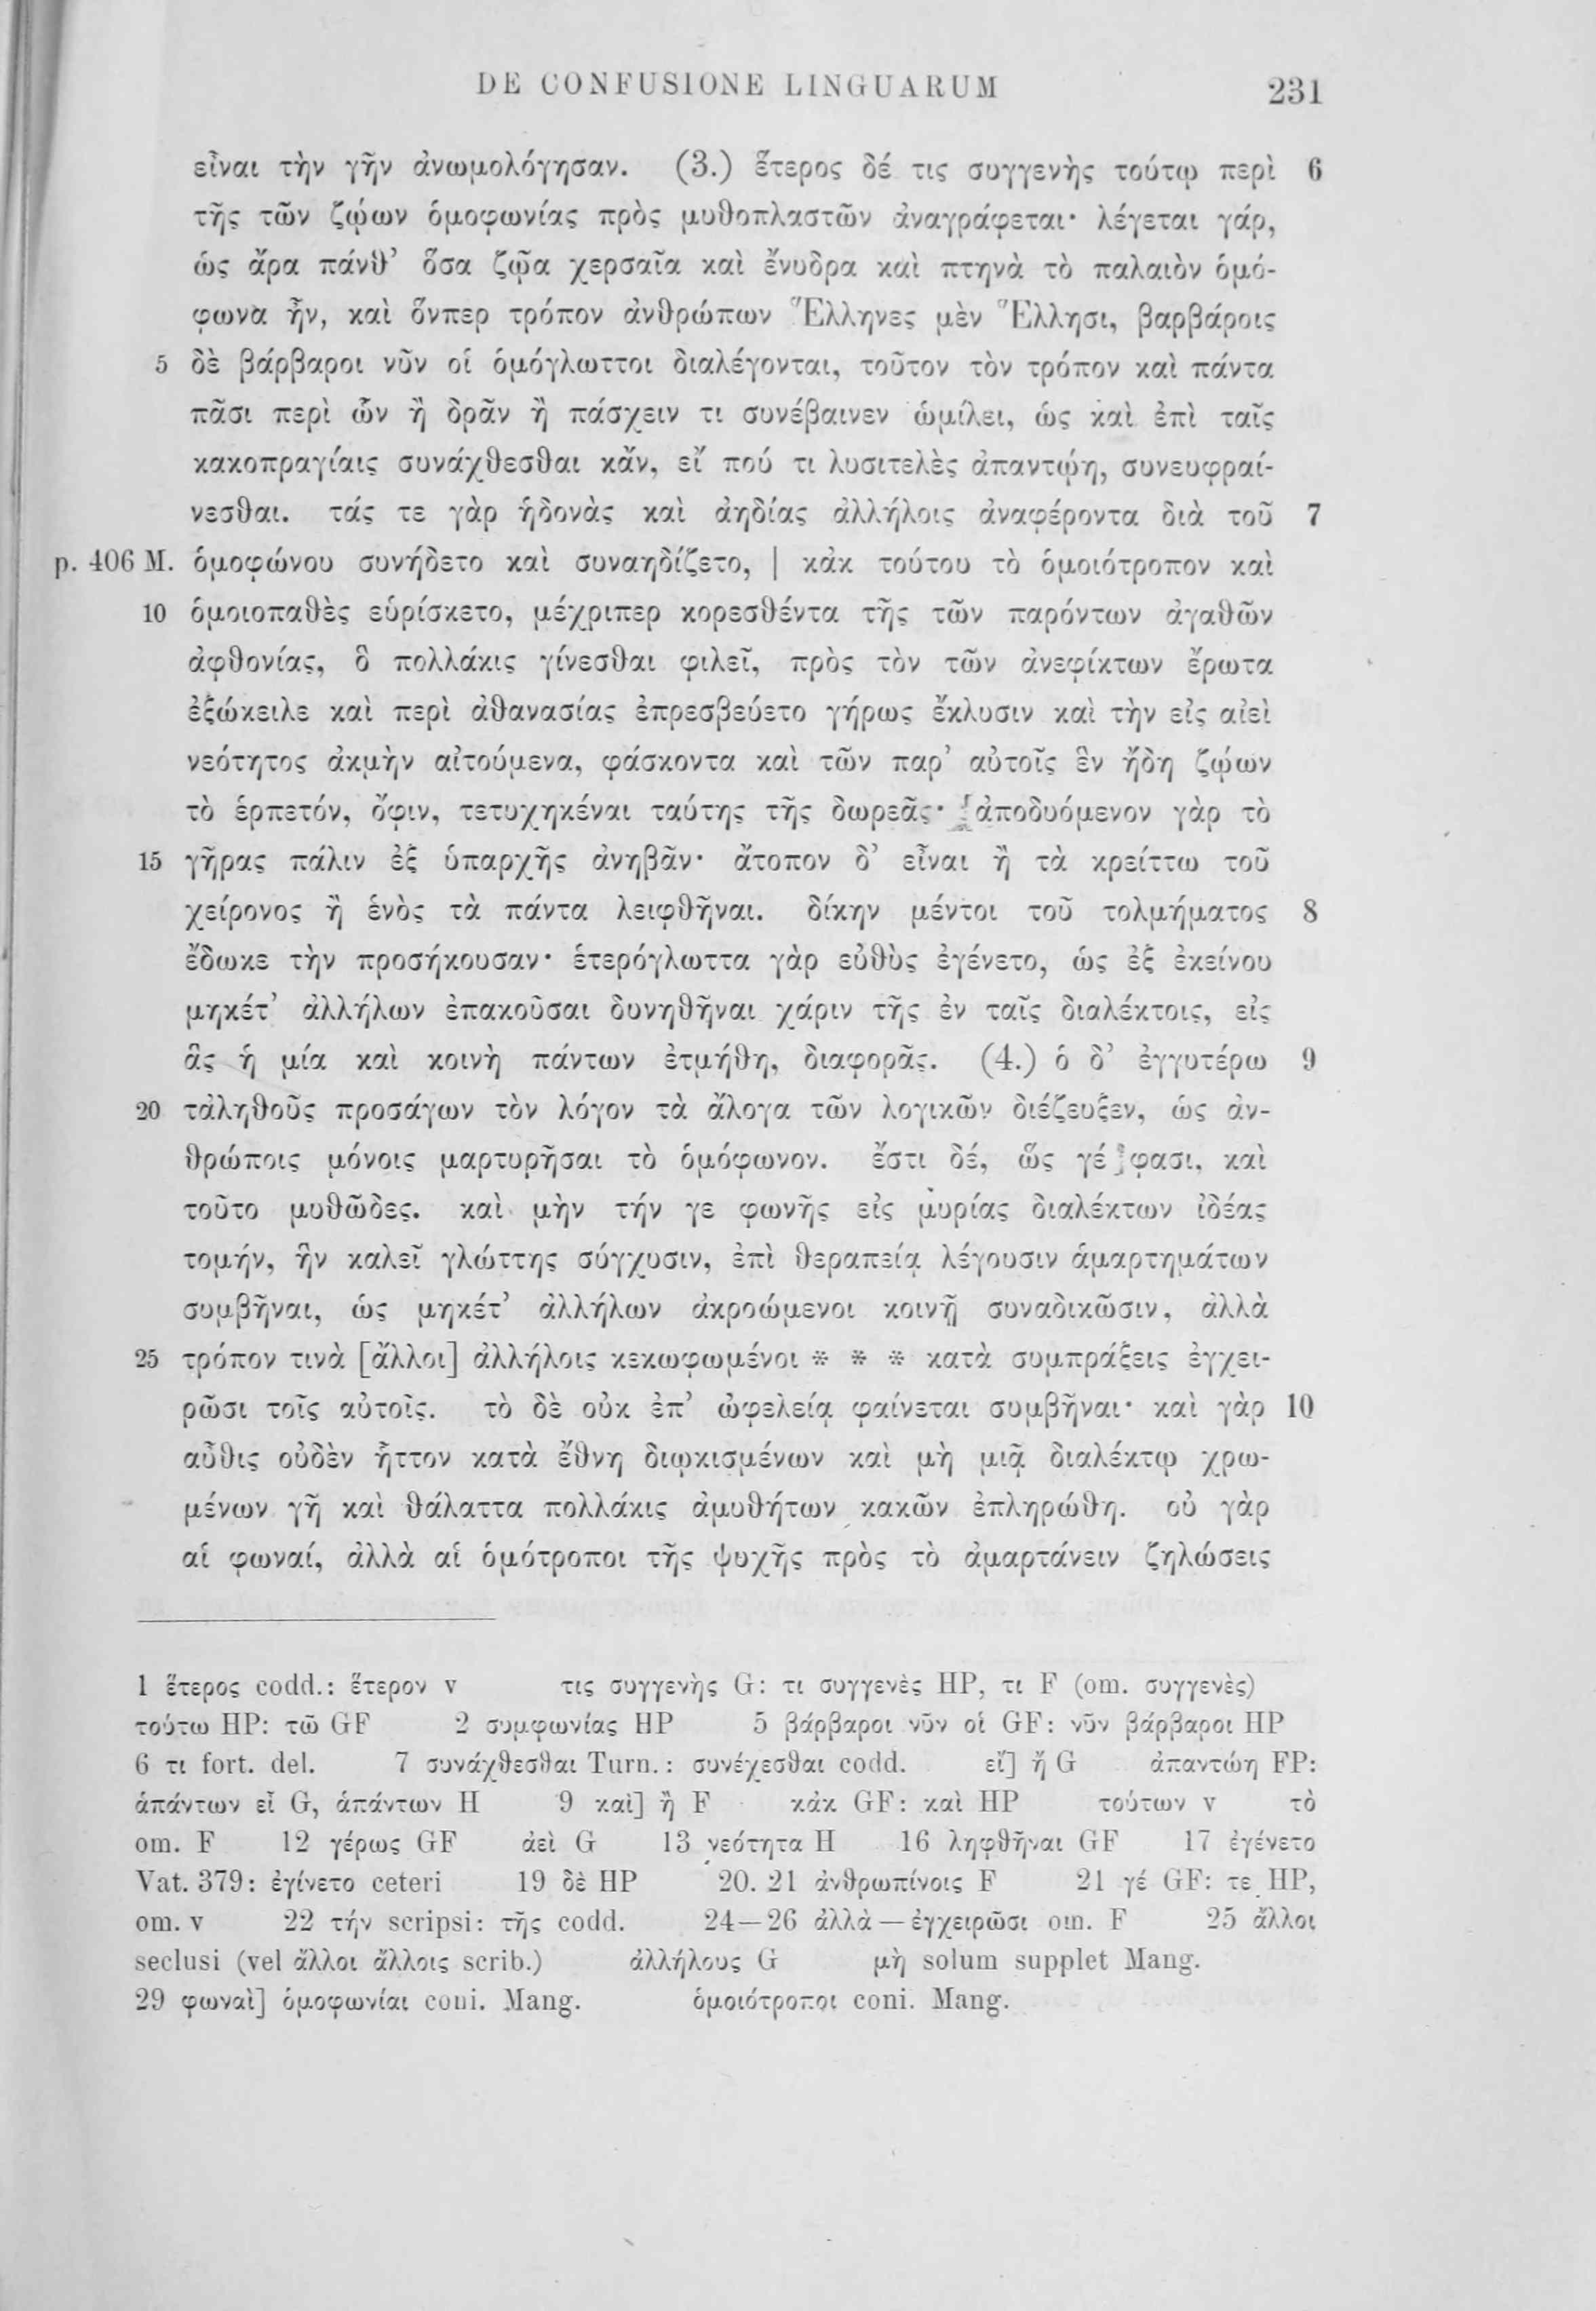 DE CONFUSIONE LINGUARUM 231
εἶναι τὴν γῆν ἀνωμολόγησαν. (3.) ἕτερος δέ τις συγγενὴς τούτῳ περὶ 6
τῆς τῶν ζῴων ὁμοφωνίας πρὸς μυθοπλαστῶν ἀναγράφεται· λέγεται γάρ,
ὡς ἄρα πάνθ’ ὅσα ζῷα χερσαῖα καὶ ἔνυδρα καὶ πτηνὰ τὸ παλαιὸν ὁμό-
φωνα ἦν, καὶ ὅνπερ τρόπον ἀνθρώπων Ἕλληνες μὲν Ἕλλησι, βαρβάροις
5 δὲ βάρβαροι νῦν οἱ ὁμόγλωττοι διαλέγονται, τοῦτον τὸν τρόπον καὶ πάντα
πᾶσι περὶ ὧν ἢ δρᾶν ἢ πάσχειν τι συνέβαινεν ὡμίλει, ὡς καὶ ἐπὶ ταῖς
κακοπραγίαις συνάχθεσθαι κἄν, εἴ πού τι λυσιτελὲς ἀπαντῴη, συνευφραί-
νεσθαι. τάς τε γὰρ ἡδονὰς καὶ ἀηδίας ἀλλήλοις ἀναφέροντα διὰ τοῦ 7
p. 406 M. ὁμοφώνου συνήδετο καὶ συναηδίζετο, | κἀκ τούτου τὸ ὁμοιότροπον καὶ
10 ὁμοιοπαθὲς εὑρίσκετο, μέχριπερ κορεσθέντα τῆς τῶν παρόντων ἀγαθῶν
ἀφθονίας, ὃ πολλάκις γίνεσθαι φιλεῖ, πρὸς τὸν τῶν ἀνεφίκτων ἔρωτα
ἐξώκειλε καὶ περὶ ἀθανασίας ἐπρεσβεύετο γήρως ἔκλυσιν καὶ τὴν εἰς αἰεὶ
νεότητος ἀκμὴν αἰτούμενα, φάσκοντα καὶ τῶν παρ’ αὐτοῖς ἓν ἤδη ζῴων
τὸ ἑρπετόν, ὄφιν, τετυχηκέναι ταύτης τῆς δωρεᾶς· ἀποδυόμενον γὰρ τὸ
15 γῆρας πάλιν ἐξ ὑπαρχῆς ἀνηβᾶν· ἄτοπον δ’ εἶναι ἢ τὰ κρείττω τοῦ
χείρονος ἢ ἑνὸς τὰ πάντα λειφθῆναι. δίκην μέντοι τοῦ τολμήματος 8
ἔδωκε τὴν προσήκουσαν· ἑτερόγλωττα γὰρ εὐθὺς ἐγένετο, ὡς ἐξ ἐκείνου
μηκέτ’ ἀλλήλων ἐπακοῦσαι δυνηθῆναι χάριν τῆς ἐν ταῖς διαλέκτοις, εἰς
ἃς ἡ μία καὶ κοινὴ πάντων ἐτμήθη, διαφορᾶς. (4.) ὁ δ’ ἐγγυτέρω 9
20 τἀληθοῦς προσάγων τὸν λόγον τὰ ἄλογα τῶν λογικῶν διέζευξεν, ὡς ἀν-
θρώποις μόνοις μαρτυρῆσαι τὸ ὁμόφωνον. ἔστι δέ, ὥς γέ φασι, καὶ
τοῦτο μυθῶδες. καὶ μὴν τήν γε φωνῆς εἰς μυρίας διαλέκτων ἰδέας
τομήν, ἣν καλεῖ γλώττης σύγχυσιν, ἐπὶ θεραπείᾳ λέγουσιν ἁμαρτημάτων
συμβῆναι, ὡς μηκέτ’ ἀλλήλων ἀκροώμενοι κοινῇ συναδικῶσιν, ἀλλὰ
25 τρόπον τινὰ [ἄλλοι] ἀλλήλοις κεκωφωμένοι * * * κατὰ συμπράξεις ἐγχει-
ρῶσι τοῖς αὐτοῖς. τὸ δὲ οὐκ ἐπ’ ὠφελείᾳ φαίνεται συμβῆναι· καὶ γὰρ 10
αὖθις οὐδὲν ἧττον κατὰ ἔθνη διῳκισμένων καὶ μὴ μιᾷ διαλέκτῳ χρω-
μένων γῆ καὶ θάλαττα πολλάκις ἀμυθήτων κακῶν ἐπληρώθη. οὐ γὰρ
αἱ φωναί, ἀλλὰ αἱ ὁμότροποι τῆς ψυχῆς πρὸς τὸ ἁμαρτάνειν ζηλώσεις
1 ἕτερος codd.: ἕτερον v τις συγγενὴς G: τι συγγενὲς HP, τι F (om. συγγενὲς)
τούτω HP: τῶ GF 2 συμφωνίας HP 5 βάρβαροι νῦν οἱ GF: νῦν βάρβαροι HP
6 τι fort. del. 7 συνάχθεσθαι Turn.: συνέχεσθαι codd. εἴ] ἤ G ἀπαντώη FP:
ἁπάντων εἶ G, ἁπάντων H 9 καὶ] ἢ F κἀκ GF: καὶ HP τούτων v τὸ
om. F 12 γέρως GF ἀεὶ G 13 νεότητα H 16 ληφθῆναι GF 17 ἐγένετο
Vat. 379: ἐγίνετο ceteri 19 δὲ HP 20. 21 ἀνθρωπίνοις F 21 γέ GF: τε HP,
om. v 22 τήν scripsi: τῆς codd. 24—26 ἀλλὰ — ἐγχειρῶσι om. F 25 ἄλλοι
seclusi (vel ἄλλοι ἄλλοις scrib.) ἀλλήλους G μὴ solum supplet Mang.
29 φωναὶ] ὁμοφωνίαι coni. Mang. ὁμοιότροποι coni. Mang.